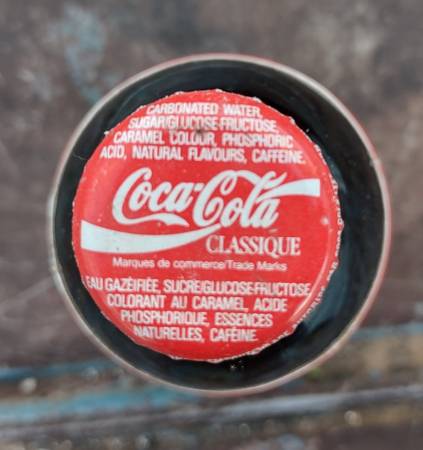 CARBONATED WATER,
SUGAR/GLUCOSE-FRUCTOSE,
CARAMEL COLOUR, PHOSPHORIC
ACID, NATURAL FLAVOURS, CAFFEINE.
Coca-Cola
CLASSIQUE
Marques de commerce/Trade Marks
EAU GAZÉIFIÉE, SUCRE/GLUCOSE-FRUCTOSE
COLORANT AU CARAMEL, ACIDE
PHOSPHORIQUE, ESSENCES
NATURELLES, CAFÉINE.